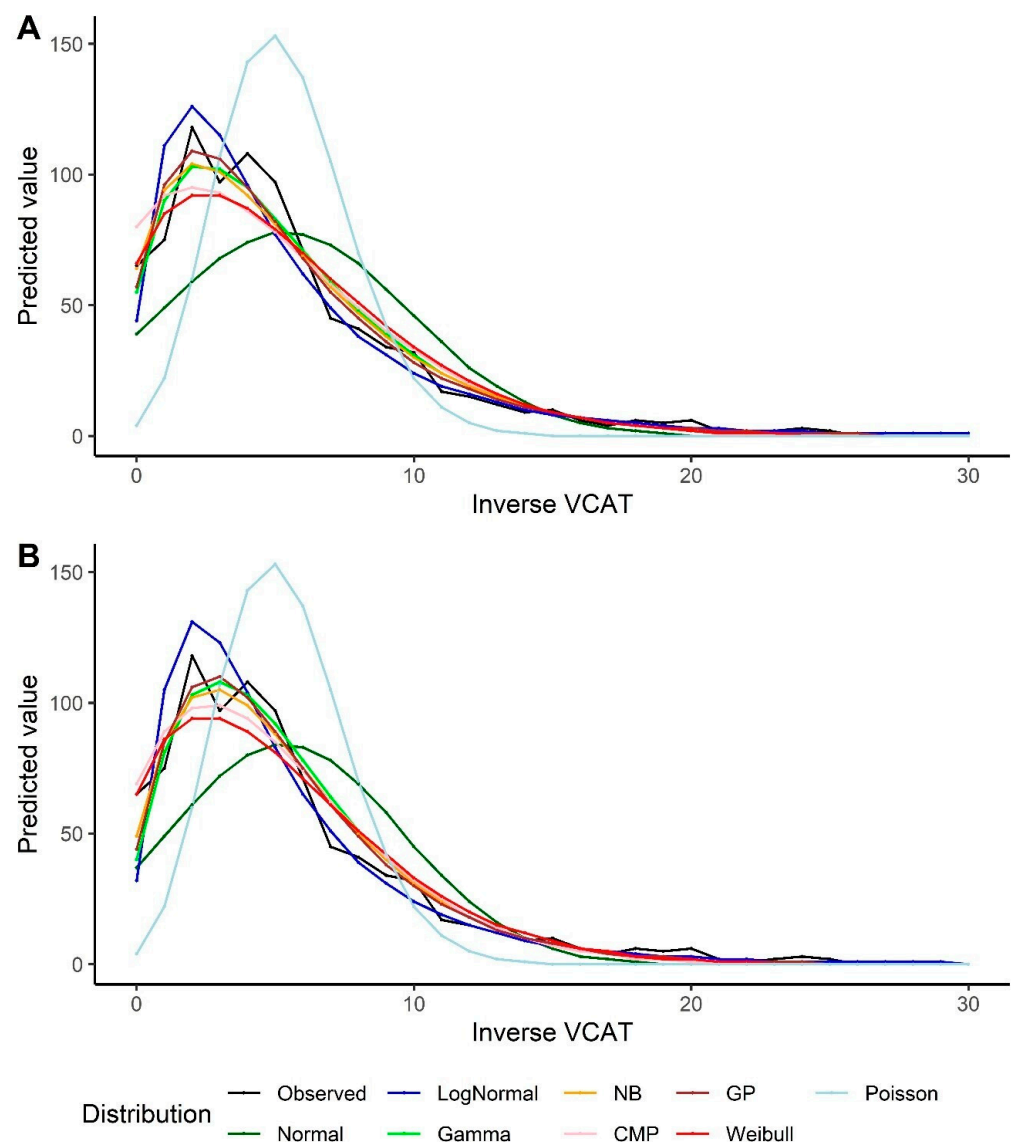 A
150
100
50
0
Predicted value
0 10 20 30
Inverse VCAT
B
150
100
50
0
Predicted value
0 10 20 30
Inverse VCAT
Distribution
Observed LogNormal NB GP Poisson
Normal Gamma CMP Weibull